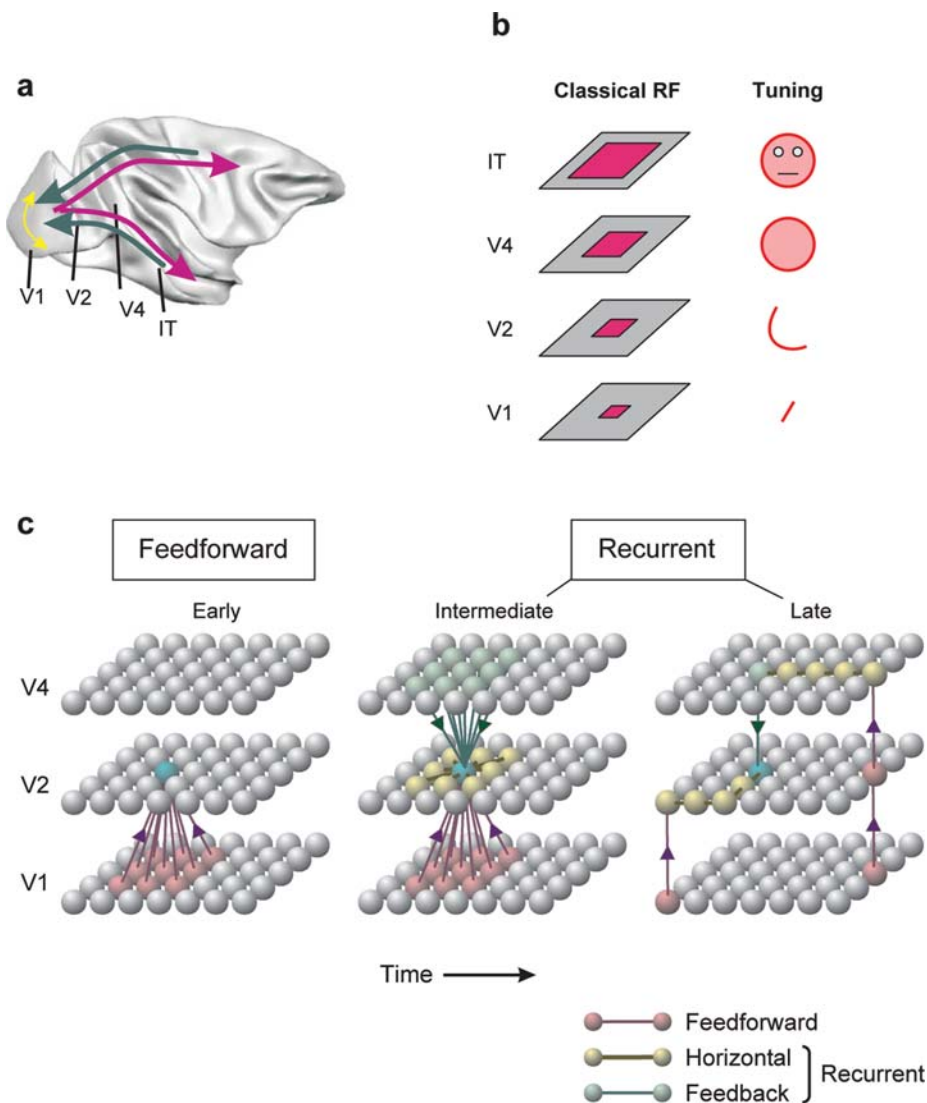 a
V1
V2
V4
IT
b
Classical RF Tuning
IT
V4
V2
V1
c
Feedforward
Recurrent
Early
Intermediate
Late
V4
V2
V1
Time
Feedforward
Horizontal
Feedback
Recurrent